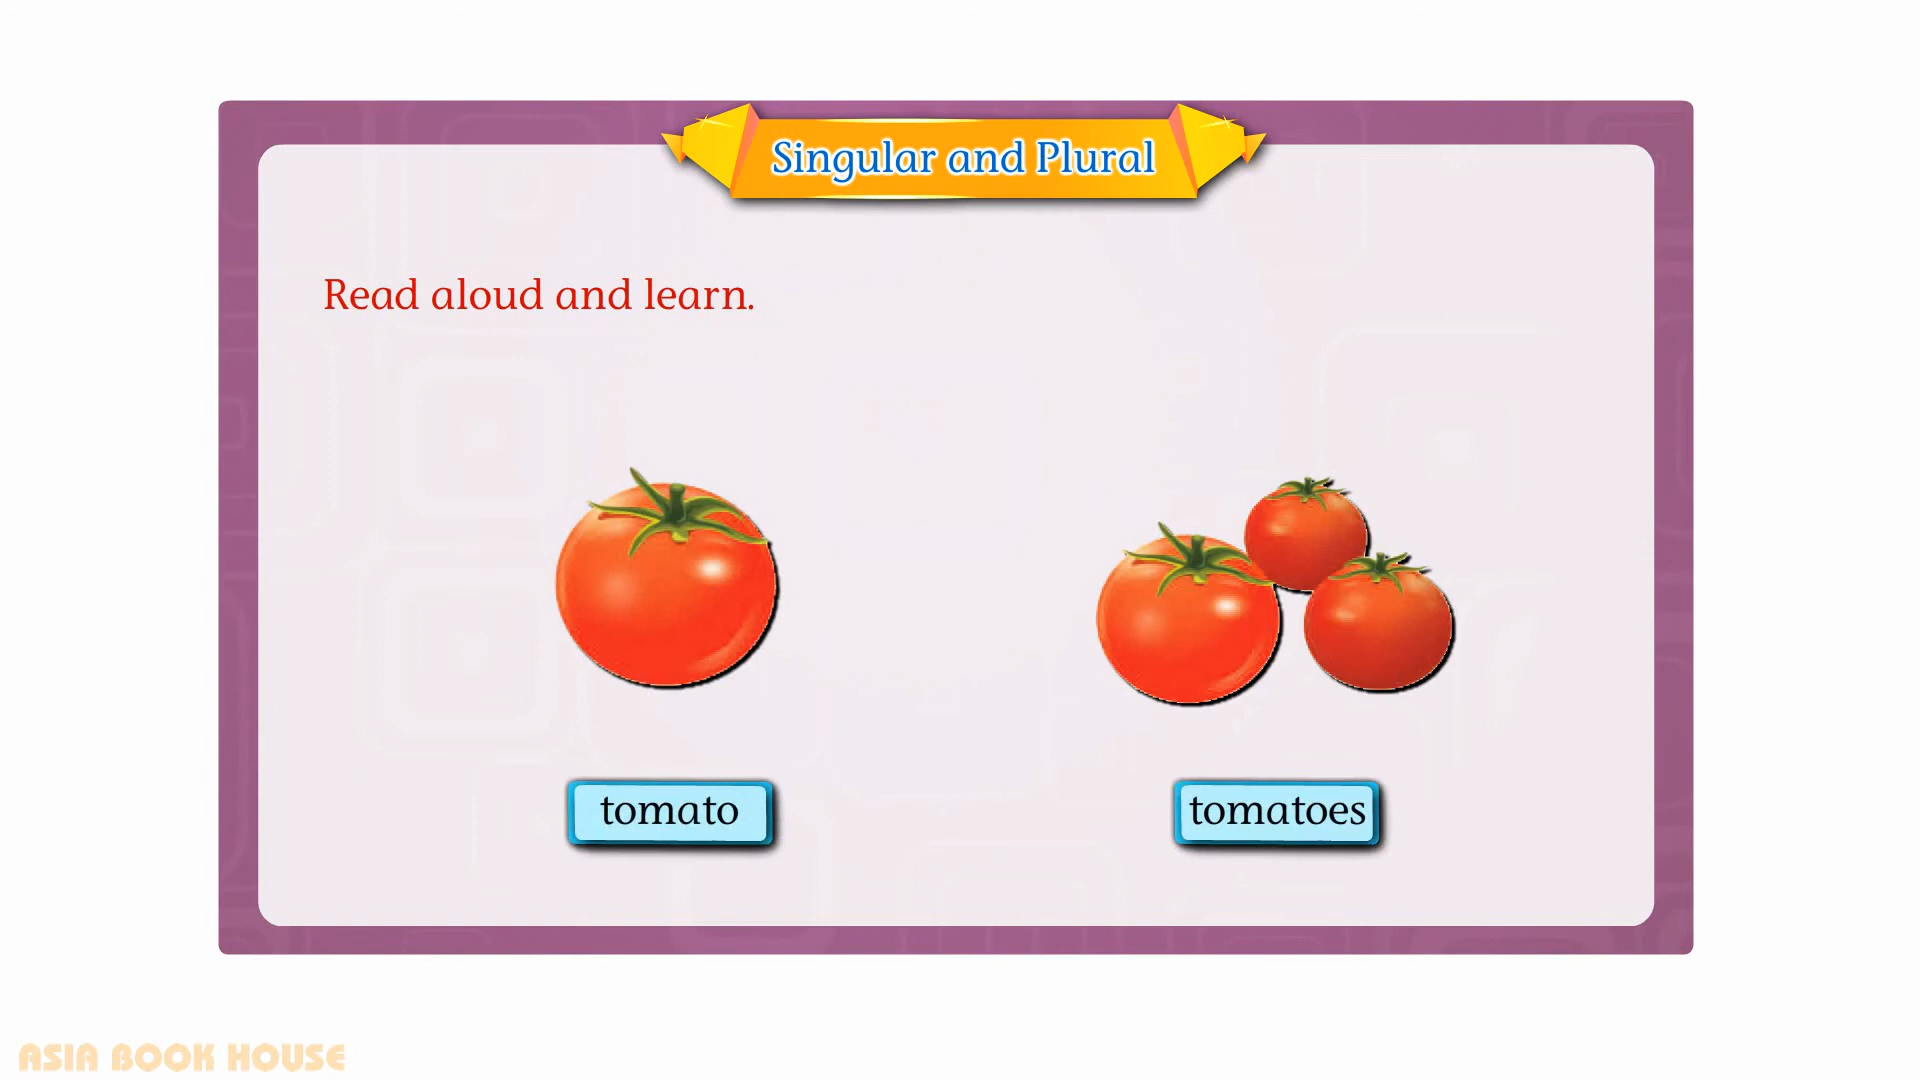 Singular and Plural
Read aloud and learn.
tomato
tomatoes
ASIA BOOK HOUSE